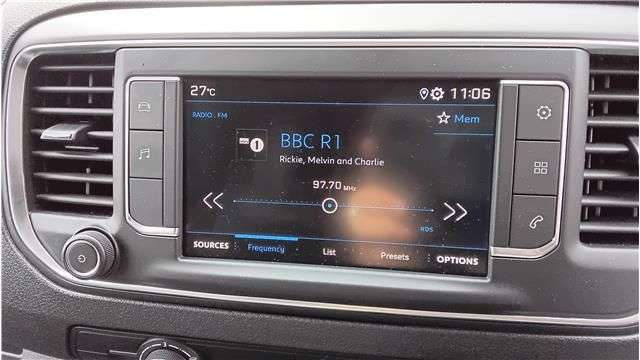 27°C 11:06
RADIO . FM
Mem
1 BBC R1
Rickie, Melvin and Charlie
97.70 MHz
RDS
SOURCES Frequency List Presets OPTIONS